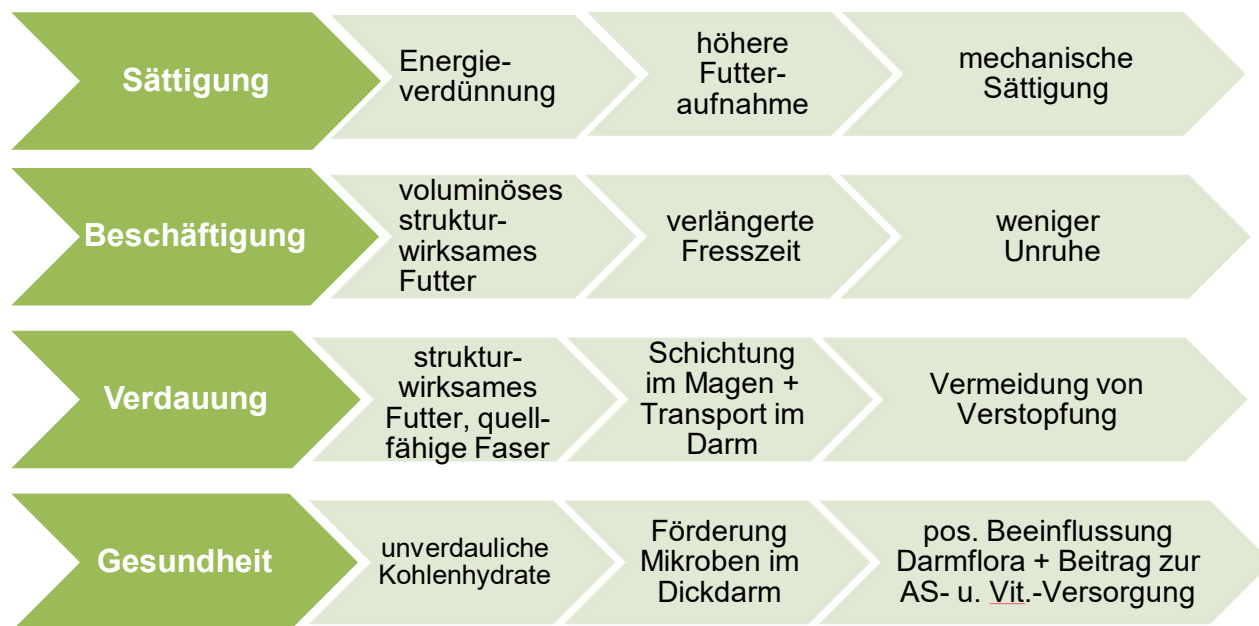 Sättigung
Energie-
verdünnung
höhere
Futter-
aufnahme
mechanische
Sättigung
Beschäftigung
voluminöses
struktur-
wirksames
Futter
verlängerte
Fresszeit
weniger
Unruhe
Verdauung
struktur-
wirksames
Futter, quell-
fähige Faser
Schichtung
im Magen +
Transport im
Darm
Vermeidung von
Verstopfung
Gesundheit
unverdauliche
Kohlenhydrate
Förderung
Mikroben im
Dickdarm
pos. Beeinflussung
Darmflora + Beitrag zur
AS- u. Vit.-Versorgung